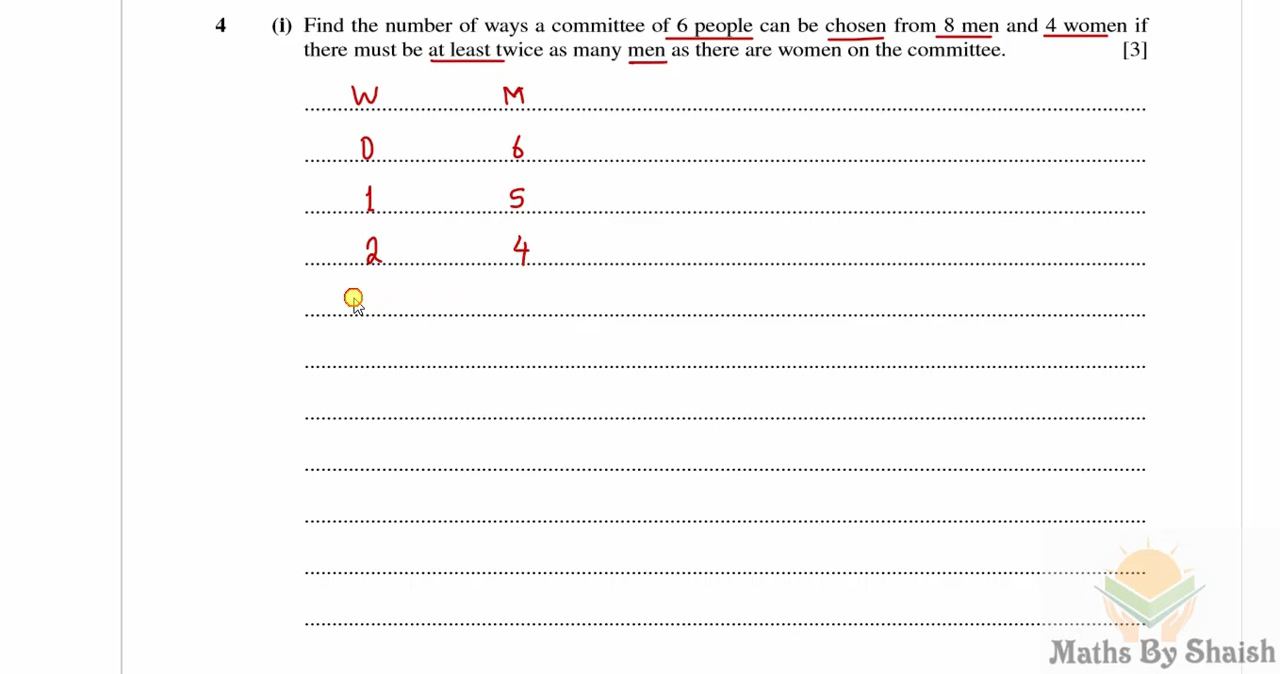 4 (i) Find the number of ways a committee of 6 people can be chosen from 8 men and 4 women if
there must be at least twice as many men as there are women on the committee. [3]
W M
0 6
1 5
2 4
Maths By Shaish